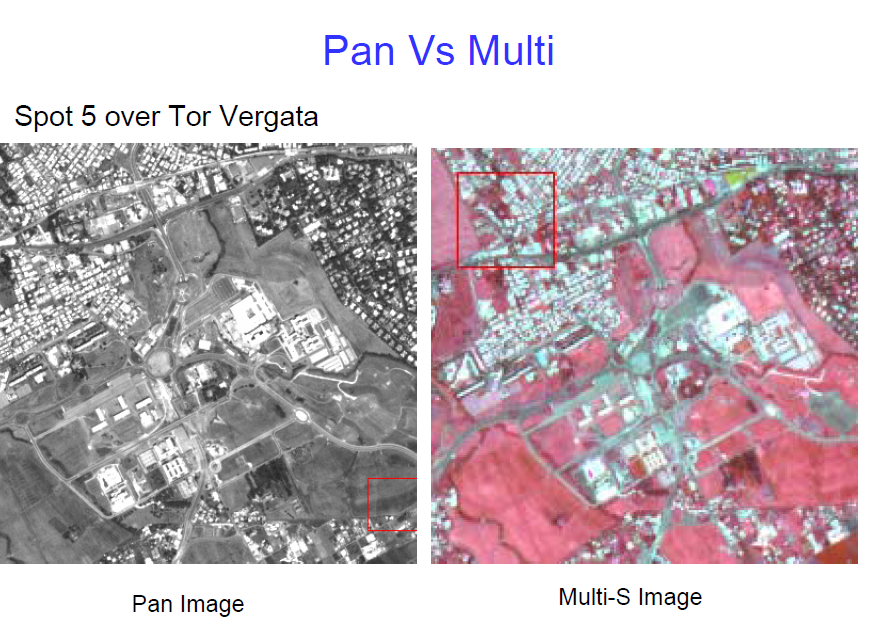 Pan Vs Multi
Spot 5 over Tor Vergata
Pan Image
Multi-S Image